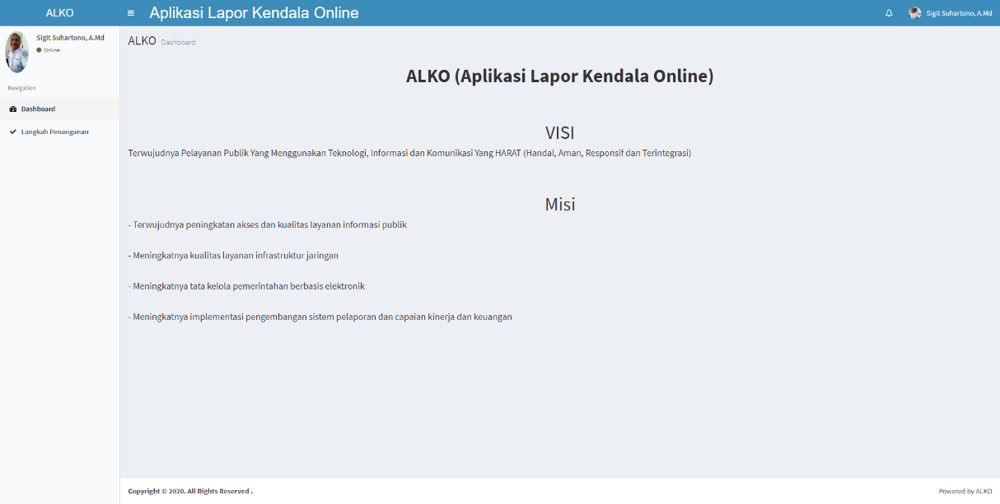 ALKO
Aplikasi Lapor Kendala Online
Sigit Suhartono, A.Md
Sigit Suhartono, A.Md
Online
Navigation
Dashboard
Langkah Penanganan
ALKO Dashboard
ALKO (Aplikasi Lapor Kendala Online)
VISI
Terwujudnya Pelayanan Publik Yang Menggunakan Teknologi, Informasi dan Komunikasi Yang HARAT (Handal, Aman, Responsif dan Terintegrasi)
Misi
- Terwujudnya peningkatan akses dan kualitas layanan informasi publik
- Meningkatnya kualitas layanan infrastruktur jaringan
- Meningkatnya tata kelola pemerintahan berbasis elektronik
- Meningkatnya implementasi pengembangan sistem pelaporan dan capaian kinerja dan keuangan
Copyright © 2020. All Rights Reserved .
Powered by ALKO